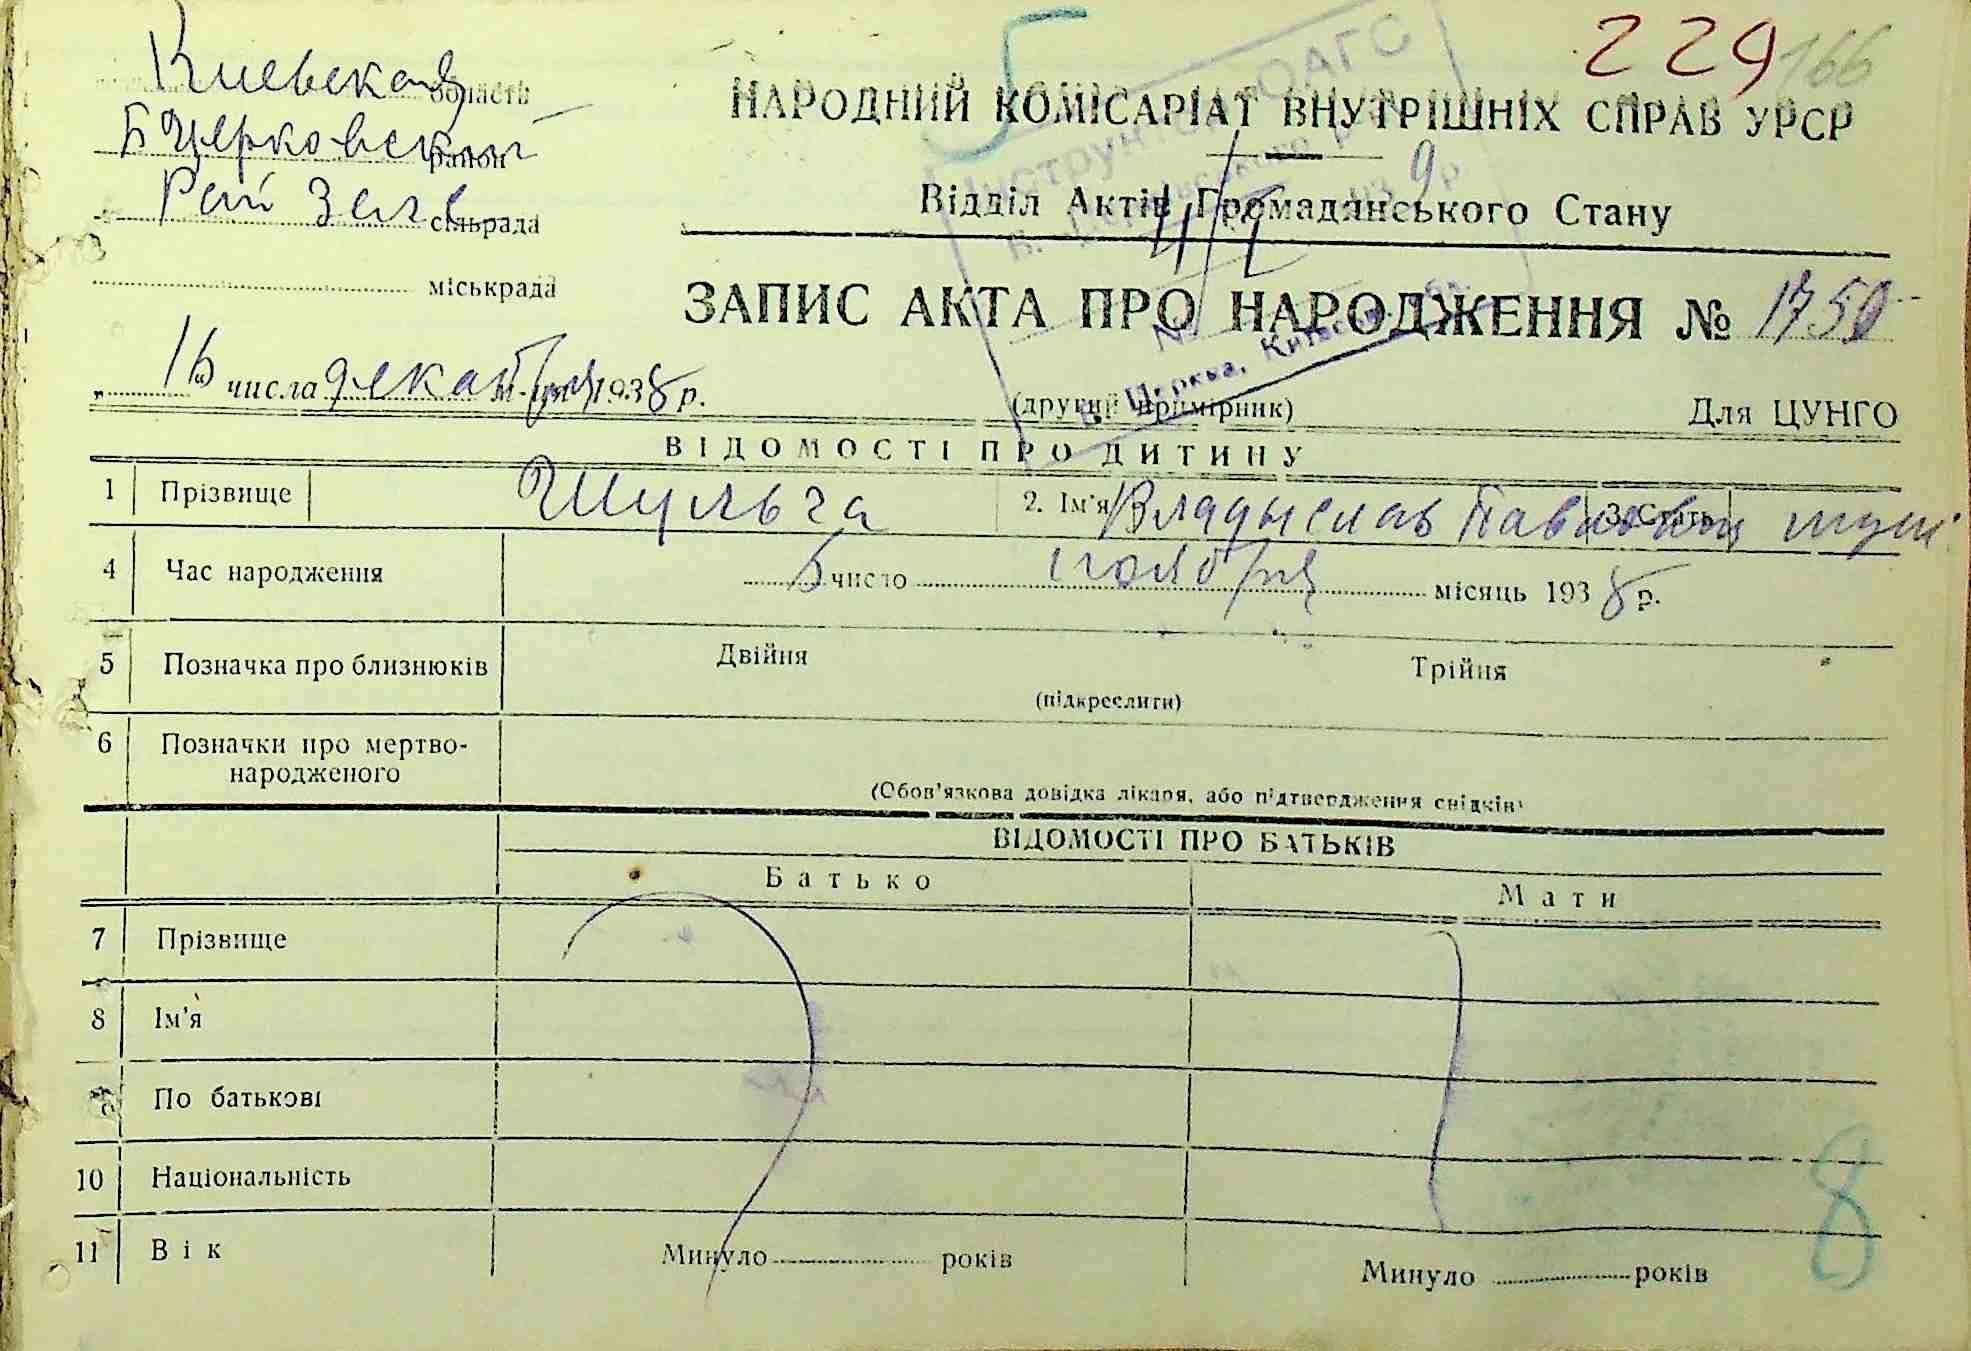 229 166
Киевская область
БЦерковский район
Рай Загс сільрада
міськрада
НАРОДНИЙ КОМІСАРІАТ ВНУТРІШНІХ СПРАВ УРСР
Відділ Актів Громадянського Стану
ЗАПИС АКТА ПРО НАРОДЖЕННЯ № 1750
„16“ числа декабря м-ця 1938 р.
(другий примірник) Для ЦУНГО
ВІДОМОСТІ ПРО ДИТИНУ
1 Прізвище Шульга 2. Ім'я Владыслав Павлович 3. Стать муж
4 Час народження 5 число ноября місяць 1938 р.
5 Позначка про близнюків Двійня Трійня
(підкреслити)
6 Позначки про мертво-
народженого
(Обов'язкова довідка лікаря, або підтвердження свідків)
ВІДОМОСТІ ПРО БАТЬКІВ
Батько Мати
7 Прізвище
8 Ім'я
9 По батькові
10 Національність
11 Вік Минуло років Минуло років
8